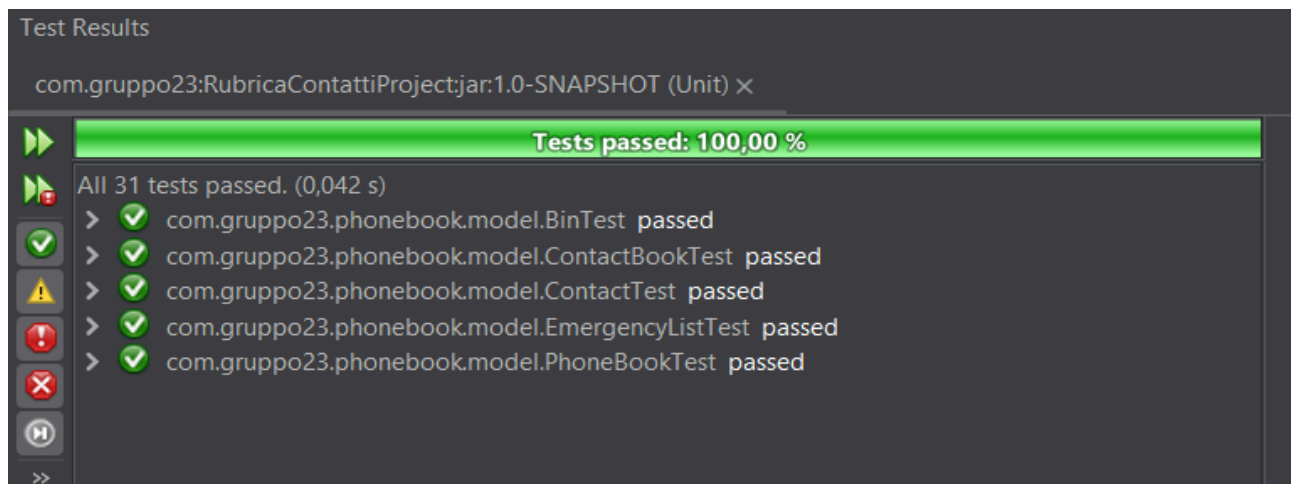 Test Results
com.gruppo23:RubricaContattiProject:jar:1.0-SNAPSHOT (Unit) ×
Tests passed: 100,00 %
All 31 tests passed. (0,042 s)
com.gruppo23.phonebook.model.BinTest passed
com.gruppo23.phonebook.model.ContactBookTest passed
com.gruppo23.phonebook.model.ContactTest passed
com.gruppo23.phonebook.model.EmergencyListTest passed
com.gruppo23.phonebook.model.PhoneBookTest passed